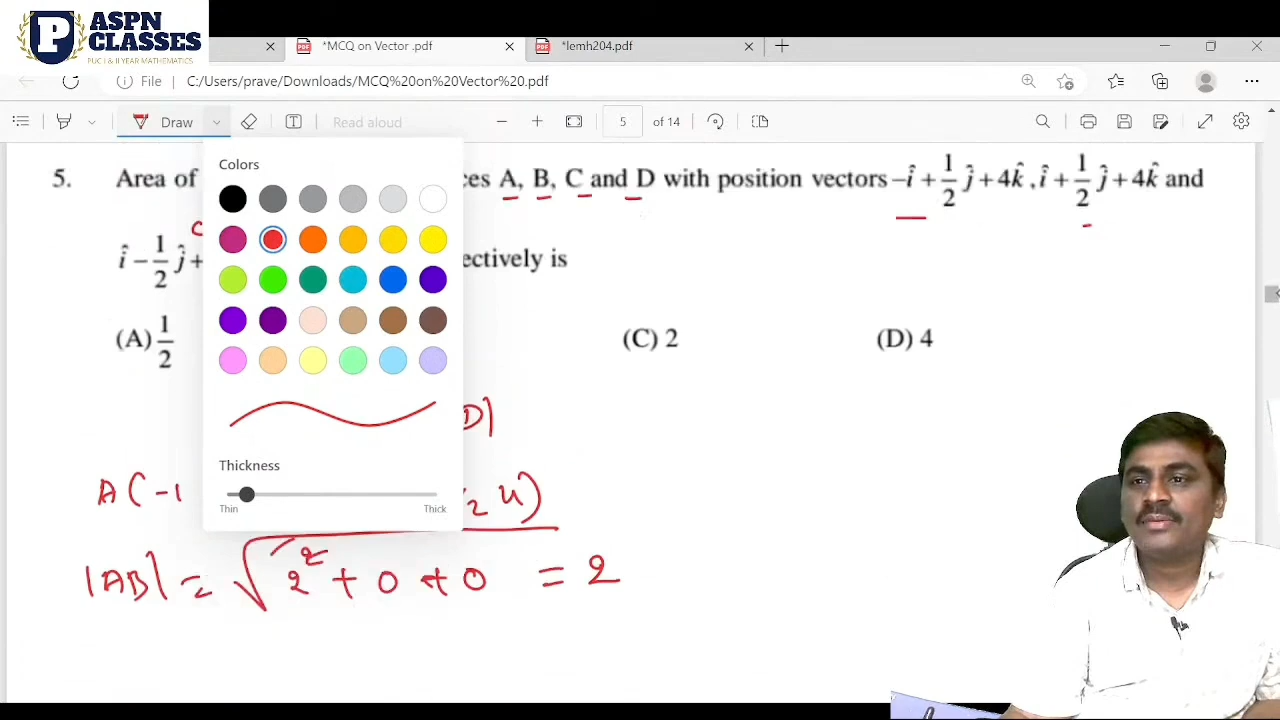 ASPN
CLASSES
PUC I & II YEAR MATHEMATICS
*MCQ on Vector .pdf
*lemh204.pdf
File
C:/Users/prave/Downloads/MCQ%20on%20Vector%20.pdf
Draw
Read aloud
5 of 14
5. Area of
ces A, B, C and D with position vectors −î + 1/2 ĵ + 4k̂ , î + 1/2 ĵ + 4k̂ and
î − 1/2 ĵ +
ectively is
(A) 1/2
(C) 2
(D) 4
Colors
Thickness
Thin
Thick
D|
A(-1
2 4)
|AB| = √2² + 0 + 0 = 2